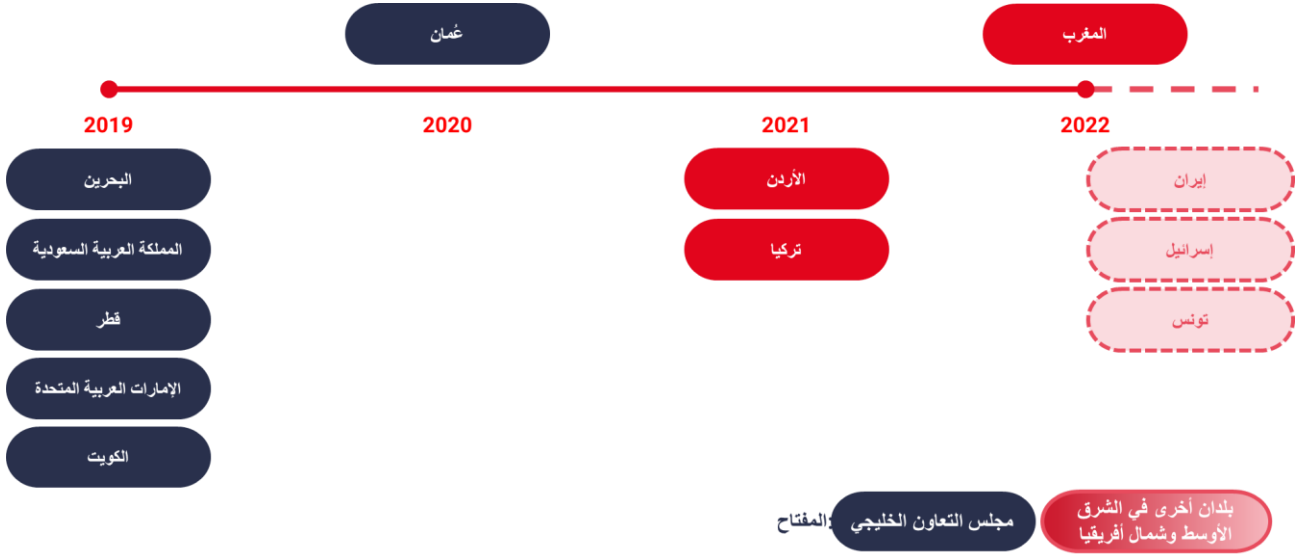 عُمان
المغرب
2019
2020
2021
2022
البحرين
المملكة العربية السعودية
قطر
الإمارات العربية المتحدة
الكويت
الأردن
تركيا
إيران
إسرائيل
تونس
المفتاح:
مجلس التعاون الخليجي
بلدان أخرى في الشرق
الأوسط وشمال أفريقيا